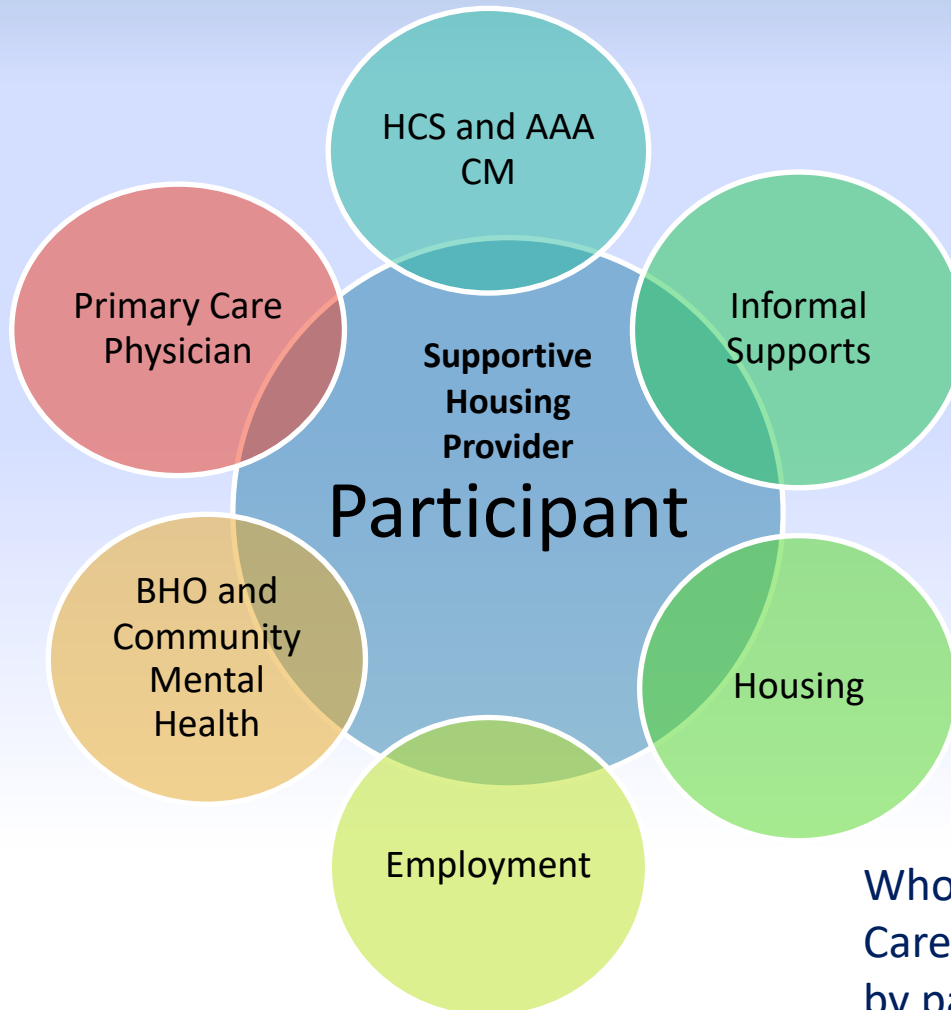 HCS and AAA
CM
Primary Care
Physician
Informal
Supports
Supportive
Housing
Provider
Participant
BHO and
Community
Mental
Health
Housing
Employment
Care
by